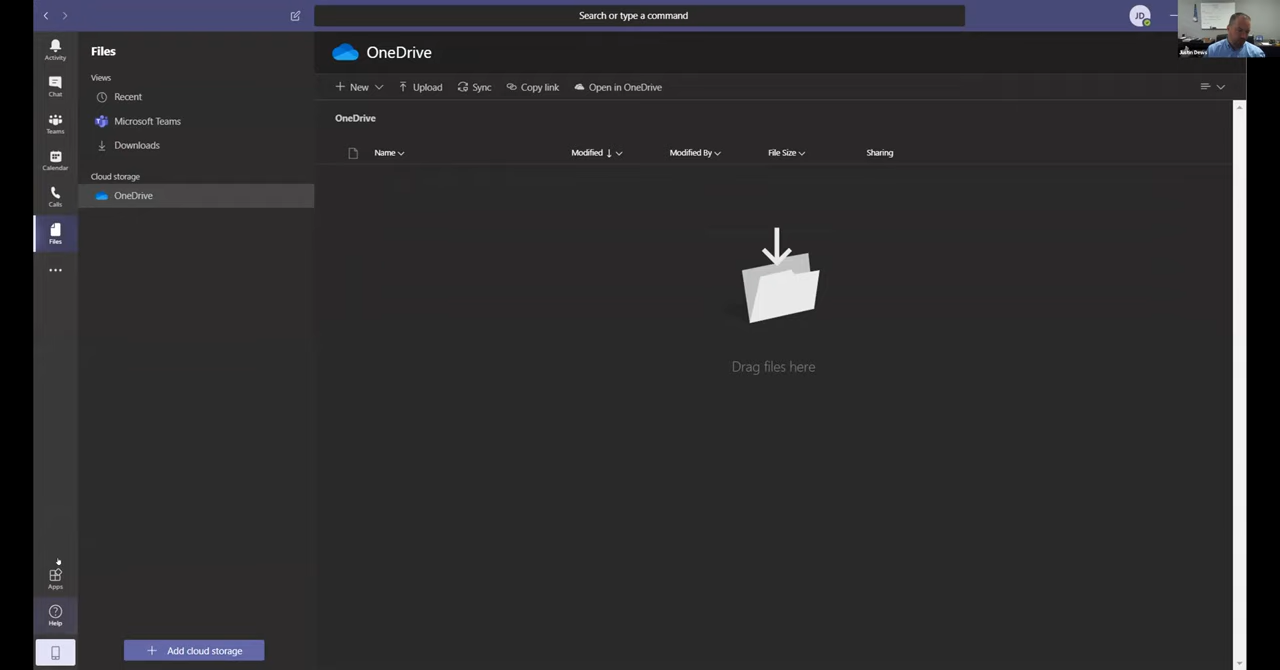 Search or type a command
JD
Justin Dews
Activity
Chat
Teams
Calendar
Calls
Files
Apps
Help
Files
Views
Recent
Microsoft Teams
Downloads
Cloud storage
OneDrive
Add cloud storage
OneDrive
New
Upload
Sync
Copy link
Open in OneDrive
OneDrive
Name
Modified
Modified By
File Size
Sharing
Drag files here